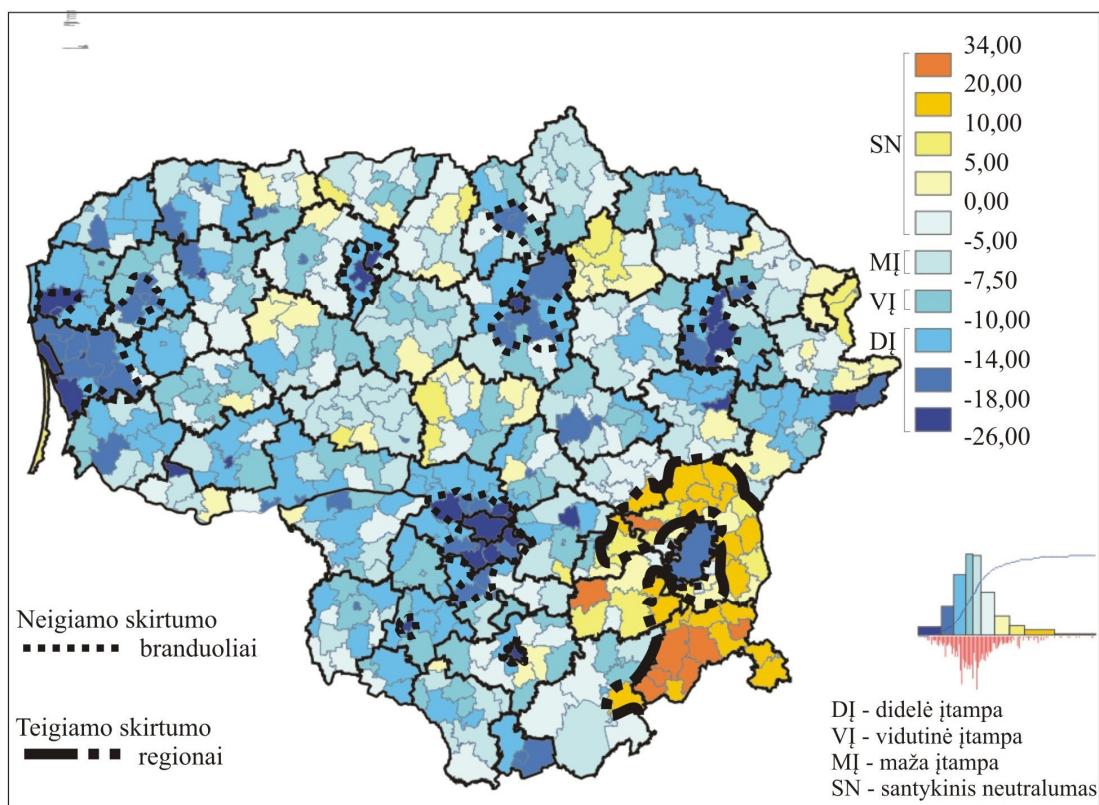 34,00
20,00
10,00
5,00
0,00
-5,00
-7,50
-10,00
-14,00
-18,00
-26,00
SN
MĮ
VĮ
DĮ
Neigiamo skirtumo
branduoliai
Teigiamo skirtumo
regionai
DĮ - didelė įtampa
VĮ - vidutinė įtampa
MĮ - maža įtampa
SN - santykinis neutralumas